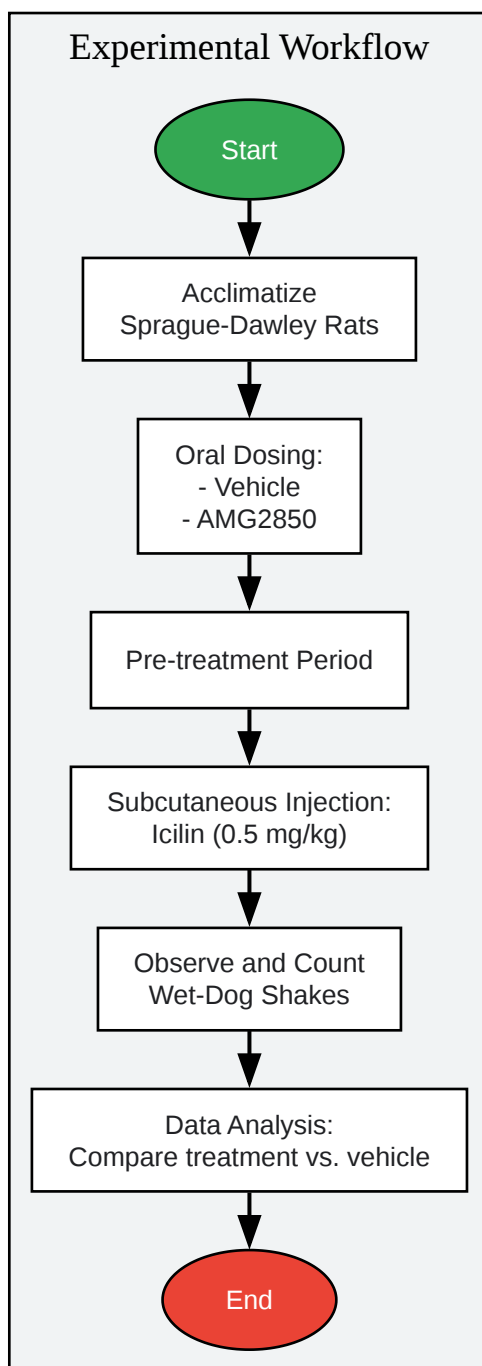 Experimental Workflow
Start
Acclimatize
Sprague-Dawley Rats
Oral Dosing:
- Vehicle
- AMG2850
Pre-treatment Period
Subcutaneous Injection:
Icilin (0.5 mg/kg)
Observe and Count
Wet-Dog Shakes
Data Analysis:
Compare treatment vs. vehicle
End